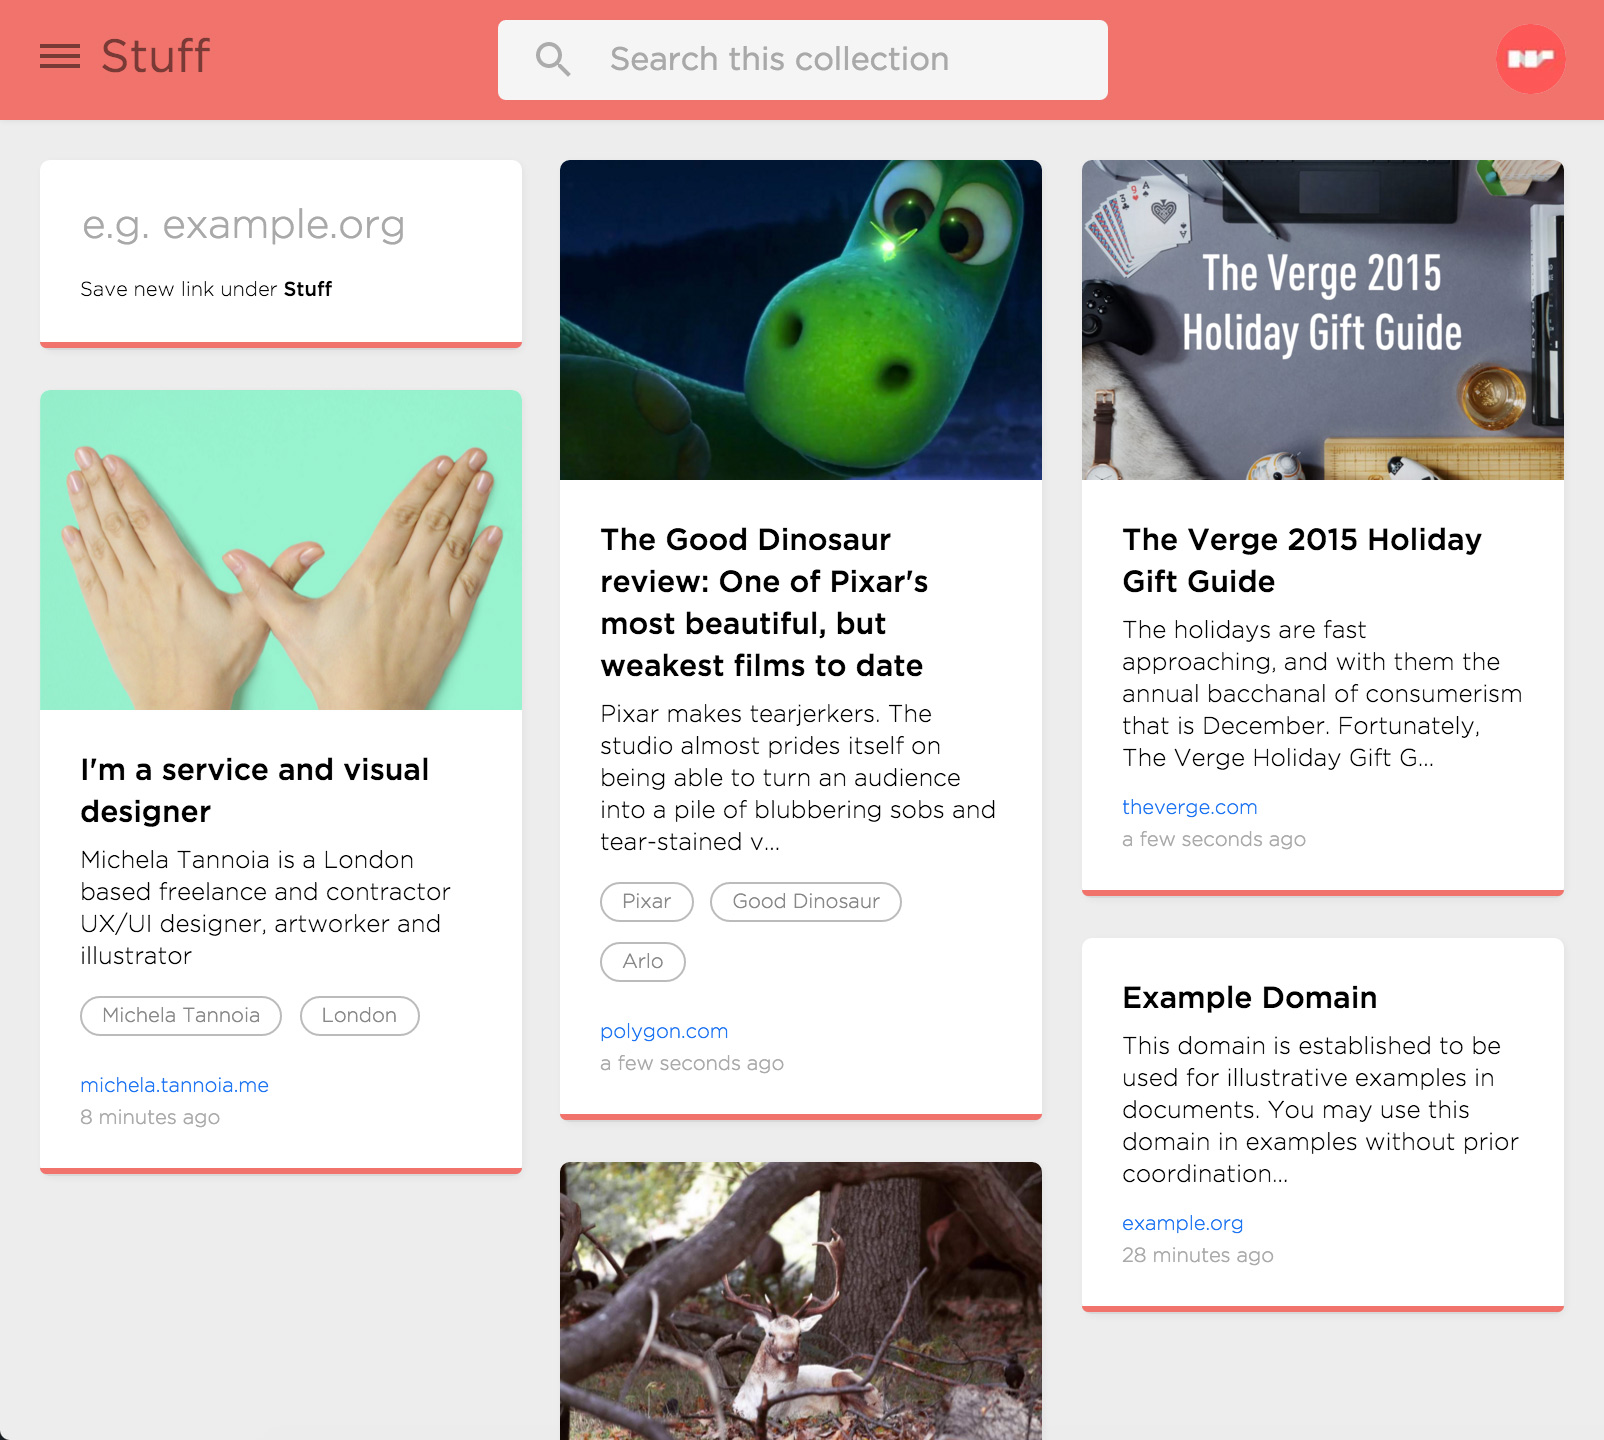 Stuff
Search this collection
e.g. example.org
Save new link under Stuff
I'm a service and visual
designer
Michela Tannoia is a London
based freelance and contractor
UX/UI designer, artworker and
illustrator
Michela Tannoia
London
michela.tannoia.me
8 minutes ago
The Good Dinosaur
review: One of Pixar's
most beautiful, but
weakest films to date
Pixar makes tearjerkers. The
studio almost prides itself on
being able to turn an audience
into a pile of blubbering sobs and
tear-stained v...
Pixar
Good Dinosaur
Arlo
polygon.com
a few seconds ago
The Verge 2015
Holiday Gift Guide
The Verge 2015 Holiday
Gift Guide
The holidays are fast
approaching, and with them the
annual bacchanal of consumerism
that is December. Fortunately,
The Verge Holiday Gift G...
theverge.com
a few seconds ago
Example Domain
This domain is established to be
used for illustrative examples in
documents. You may use this
domain in examples without prior
coordination...
example.org
28 minutes ago